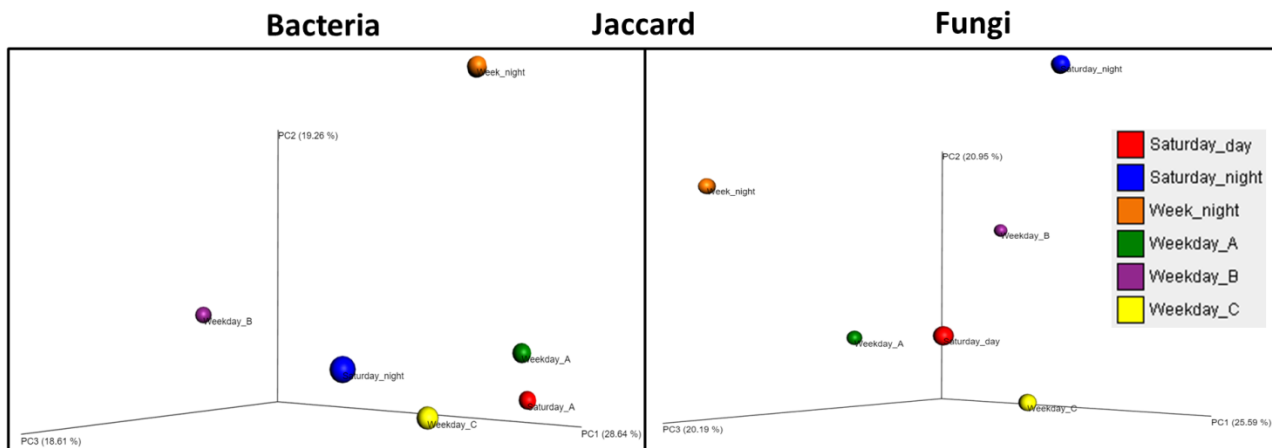 Bacteria Jaccard Fungi
Week_night
PC2 (19.26 %)
Weekday_B
Weekday_A
aturday_night
Saturday_A
Weekday_C
PC1 (28.64 %)
PC3 (18.61 %)
Saturday_night
PC2 (20.95 %)
Week_night
Weekday_B
Weekday_A
Saturday_day
Weekday_C
PC1 (25.59 %)
PC3 (20.19 %)
Saturday_day
Saturday_night
Week_night
Weekday_A
Weekday_B
Weekday_C